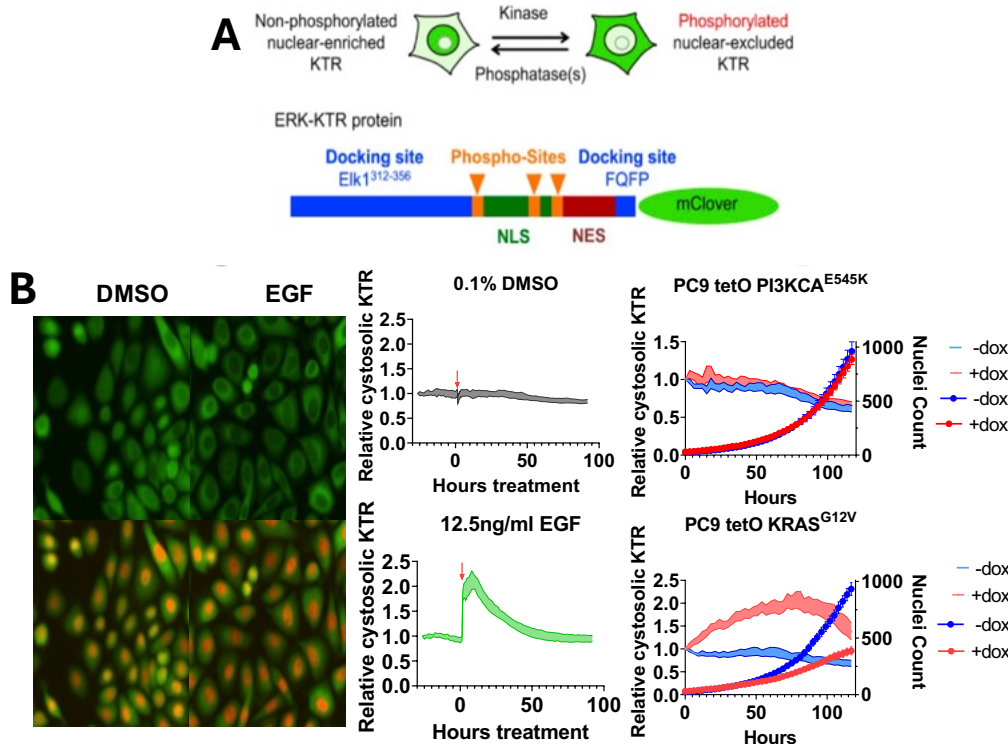 A
Non-phosphorylated
nuclear-enriched
KTR
Kinase
Phosphatase(s)
Phosphorylated
nuclear-excluded
KTR
ERK-KTR protein
Docking site
Elk1312-356
Phospho-Sites
Docking site
FQFP
mClover
NLS
NES
B
DMSO
EGF
0.1% DMSO
Relative cystosolic KTR
2.5
2.0
1.5
1.0
0.5
0.0
0
50
100
Hours treatment
12.5ng/ml EGF
Relative cystosolic KTR
2.5
2.0
1.5
1.0
0.5
0.0
0
50
100
Hours treatment
PC9 tetO PI3KCAE545K
Relative cystosolic KTR
1.5
1.0
0.5
0.0
0
50
100
Hours
1000
500
0
Nuclei Count
-dox
+dox
-dox
+dox
PC9 tetO KRASG12V
Relative cystosolic KTR
2.5
2.0
1.5
1.0
0.5
0.0
0
50
100
Hours
1000
500
0
Nuclei Count
-dox
+dox
-dox
+dox